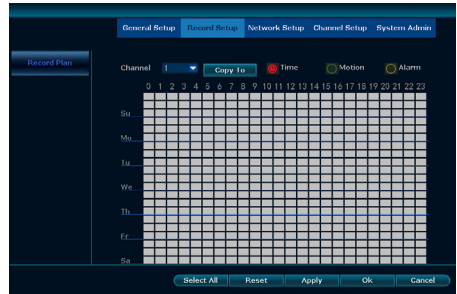 General Setup Record Setup Network Setup Channel Setup System Admin
Record Plan
Channel 1 Copy To Time Motion Alarm
0 1 2 3 4 5 6 7 8 9 10 11 12 13 14 15 16 17 18 19 20 21 22 23
Su
Mo
Tu
We
Th
Fr
Sa
Select All Reset Apply Ok Cancel